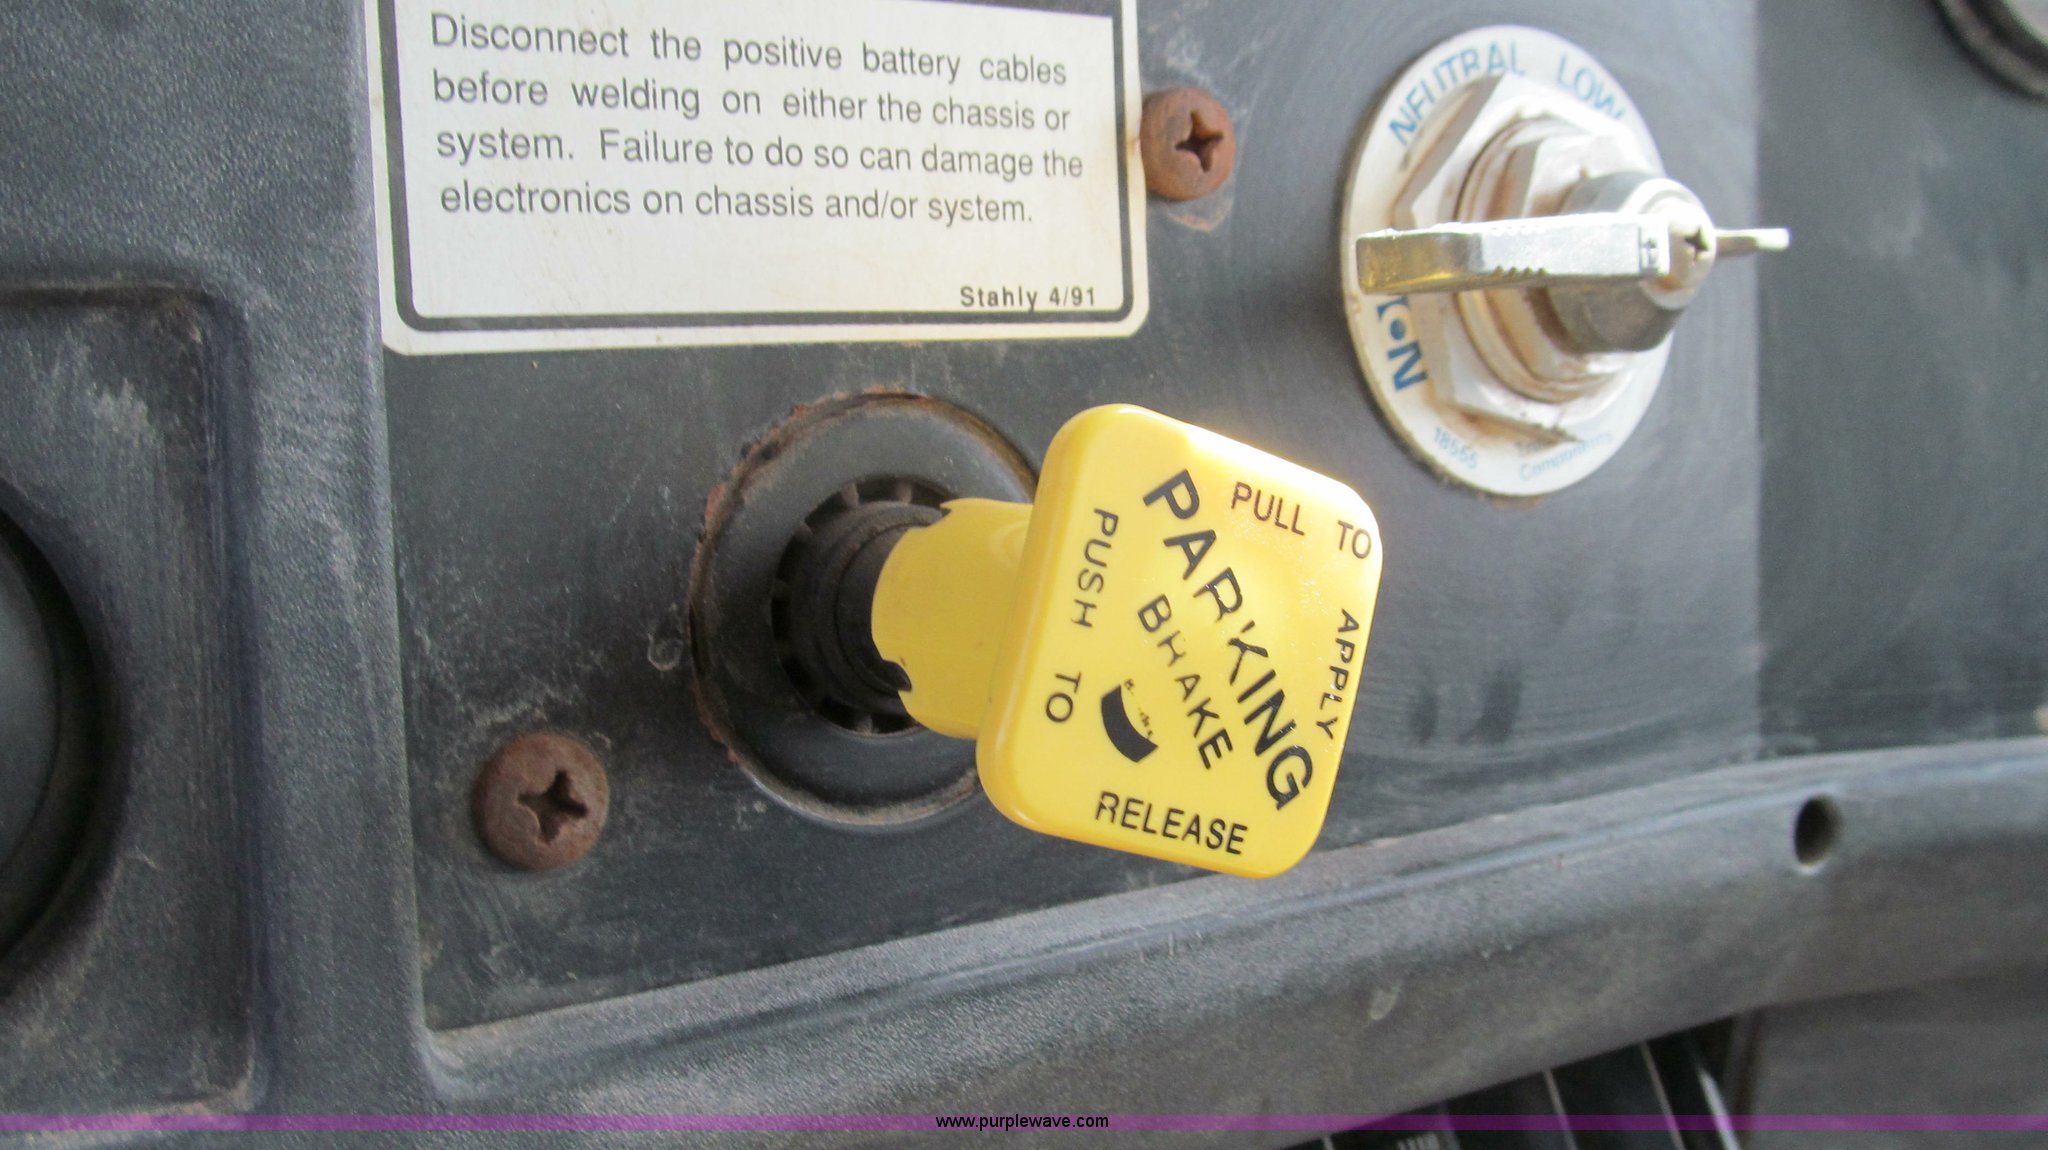 Disconnect the positive battery cables
before welding on either the chassis or
system. Failure to do so can damage the
electronics on chassis and/or system.
Stahly 4/91
NEUTRAL LOW
18555
Components
PULL TO
APPLY
PARKING
BRAKE
PUSH TO
RELEASE
www.purplewave.com